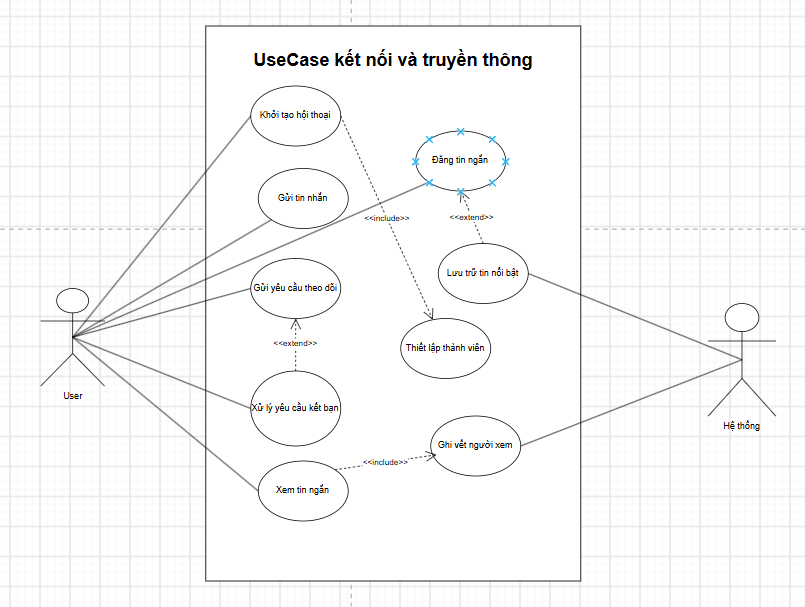 UseCase kết nối và truyền thông
Khởi tạo hội thoại
Đăng tin ngắn
Gửi tin nhắn
<<include>>
<<extend>>
Lưu trữ tin nổi bật
Gửi yêu cầu theo dõi
<<extend>>
Thiết lập thành viên
User
Xử lý yêu cầu kết bạn
Hệ thống
Ghi vết người xem
<<include>>
Xem tin ngắn